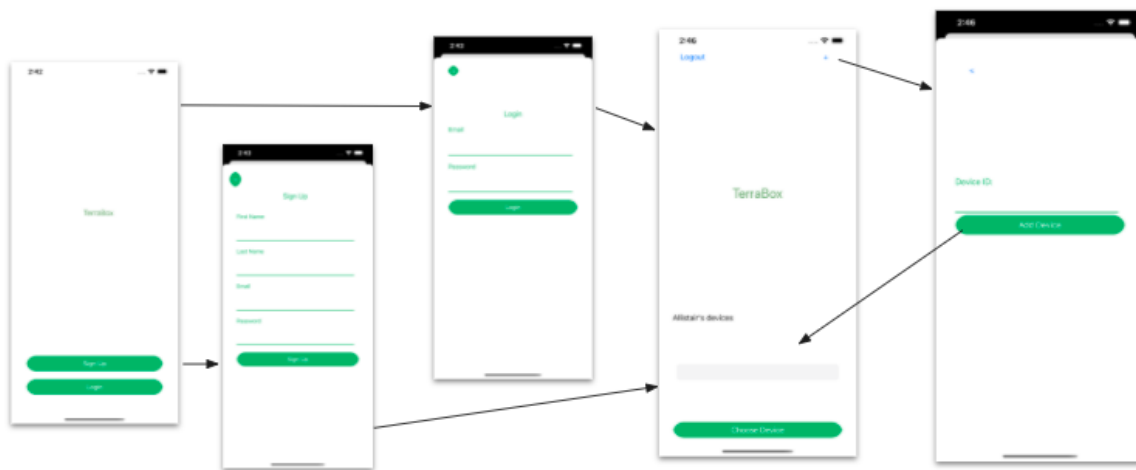 2:42
TerraBox
Sign Up
Login
2:43
Sign Up
First Name
Last Name
Email
Password
Sign Up
2:43
Login
Email
Password
Login
2:46
Logout
+
TerraBox
Allistair's devices
Choose Device
2:46
<
Device ID:
Add Device